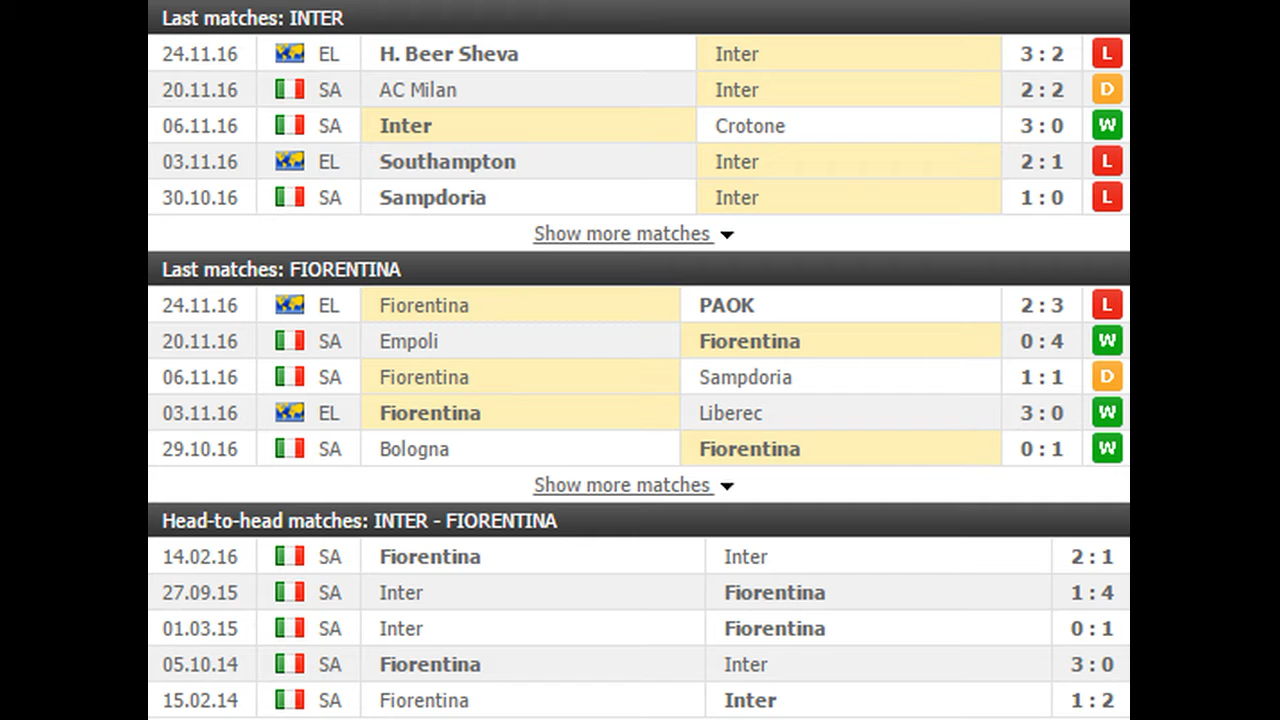 Last matches: INTER
24.11.16 EL H. Beer Sheva Inter 3 : 2 L
20.11.16 SA AC Milan Inter 2 : 2 D
06.11.16 SA Inter Crotone 3 : 0 W
03.11.16 EL Southampton Inter 2 : 1 L
30.10.16 SA Sampdoria Inter 1 : 0 L
Show more matches
Last matches: FIORENTINA
24.11.16 EL Fiorentina PAOK 2 : 3 L
20.11.16 SA Empoli Fiorentina 0 : 4 W
06.11.16 SA Fiorentina Sampdoria 1 : 1 D
03.11.16 EL Fiorentina Liberec 3 : 0 W
29.10.16 SA Bologna Fiorentina 0 : 1 W
Show more matches
Head-to-head matches: INTER - FIORENTINA
14.02.16 SA Fiorentina Inter 2 : 1
27.09.15 SA Inter Fiorentina 1 : 4
01.03.15 SA Inter Fiorentina 0 : 1
05.10.14 SA Fiorentina Inter 3 : 0
15.02.14 SA Fiorentina Inter 1 : 2